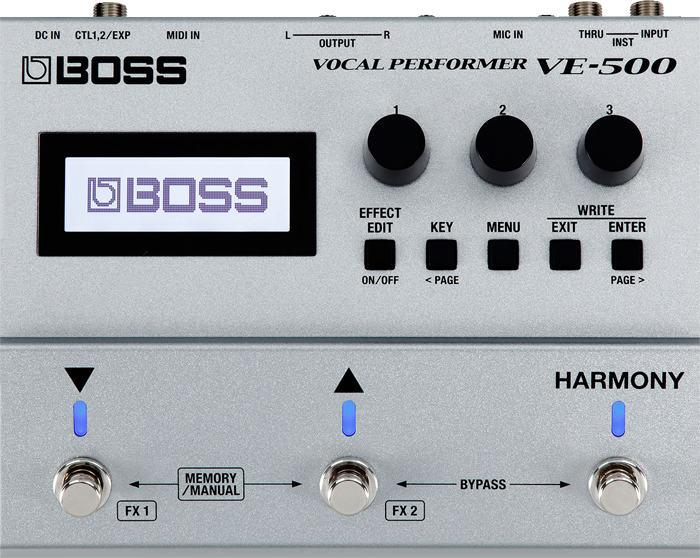 DC IN CTL1,2/EXP MIDI IN L R MIC IN THRU INPUT
OUTPUT INST
BOSS VOCAL PERFORMER VE-500
1 2 3
BOSS
WRITE
EFFECT
EDIT KEY MENU EXIT ENTER
ON/OFF < PAGE PAGE >
▼ ▲ HARMONY
MEMORY
/MANUAL BYPASS
FX 1 FX 2